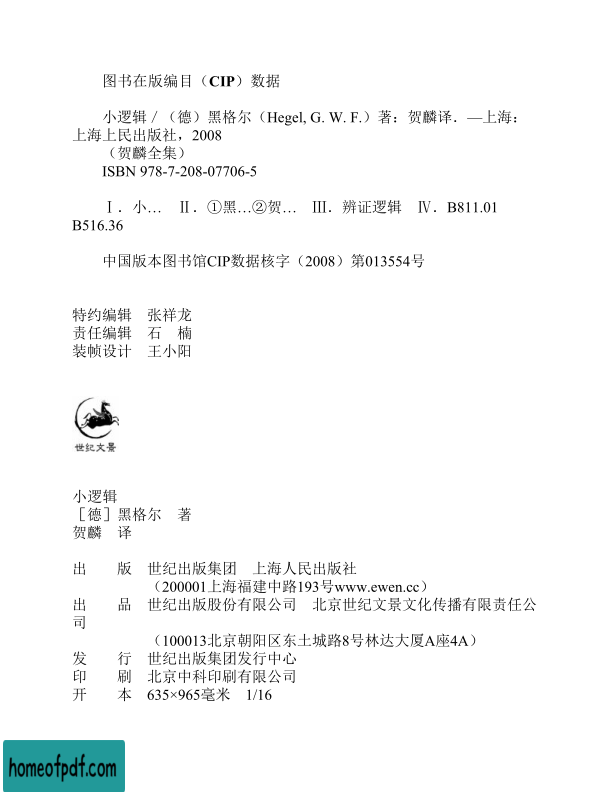 图书在版编目（CIP）数据
小逻辑／（德）黑格尔（Hegel, G. W. F.）著：贺麟译．—上海：
上海上民出版社，2008
（贺麟全集）
ISBN 978-7-208-07706-5
Ⅰ．小… Ⅱ．①黑…②贺… Ⅲ．辨证逻辑 Ⅳ．B811.01
B516.36
中国版本图书馆CIP数据核字（2008）第013554号
特约编辑 张祥龙
责任编辑 石 楠
装帧设计 王小阳
世纪文景
小逻辑
［德］黑格尔 著
贺麟 译
出 版 世纪出版集团 上海人民出版社
（200001上海福建中路193号www.ewen.cc）
出 品 世纪出版股份有限公司 北京世纪文景文化传播有限责任公
司
（100013北京朝阳区东土城路8号林达大厦A座4A）
发 行 世纪出版集团发行中心
印 刷 北京中科印刷有限公司
开 本 635×965毫米 1/16
homeofpdf.com